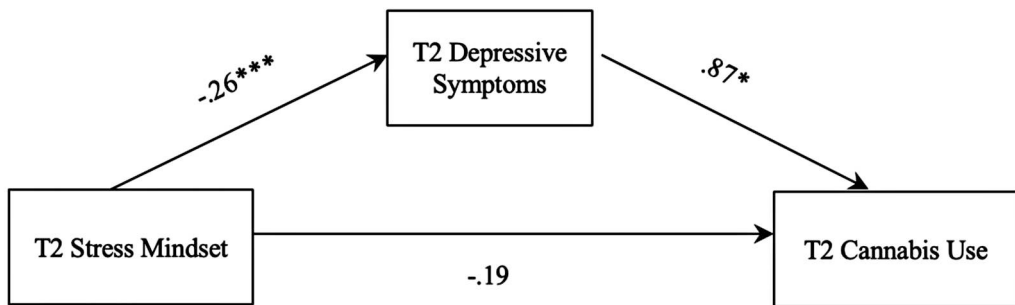 T2 Depressive
Symptoms
-.26***
.87*
T2 Stress Mindset
T2 Cannabis Use
-.19